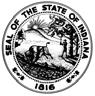 SEAL OF THE STATE OF INDIANA
1816